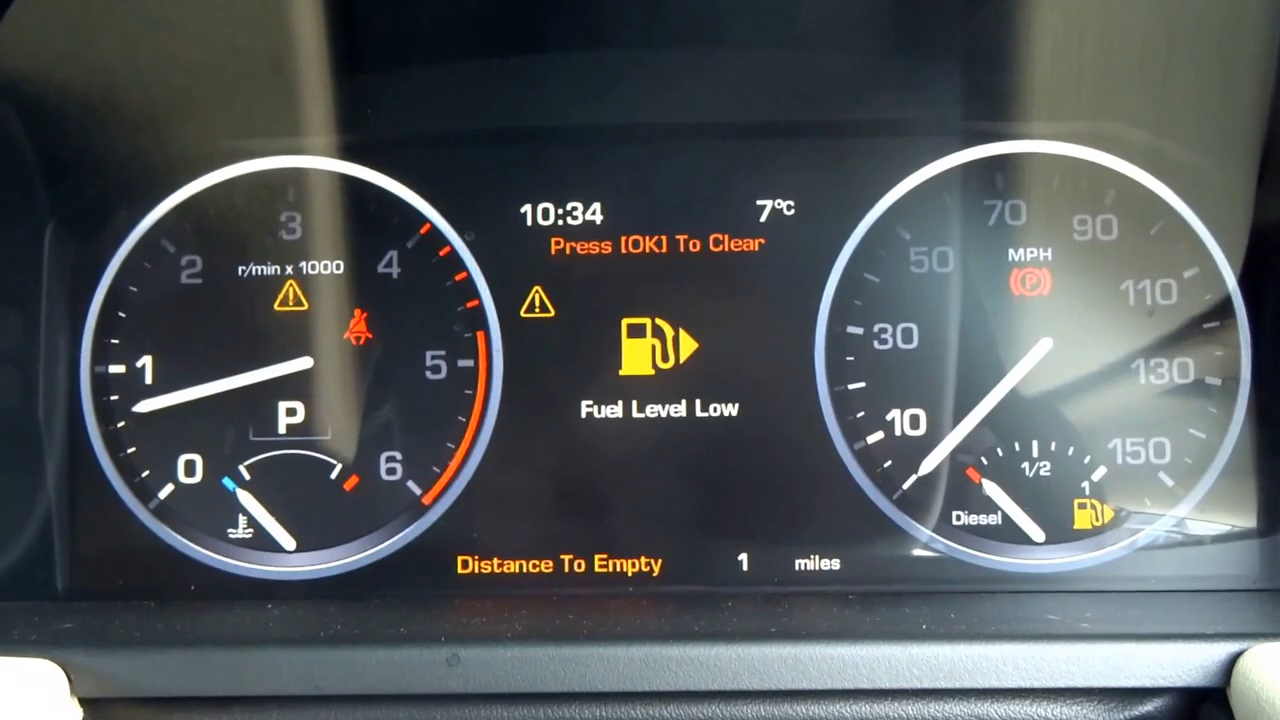 10:34 7°C
Press [OK] To Clear
Fuel Level Low
Distance To Empty 1 miles
0
1
2
3
4
5
6
r/min x 1000
P
10
30
50
70
90
110
130
150
MPH
P
1/2
1
Diesel